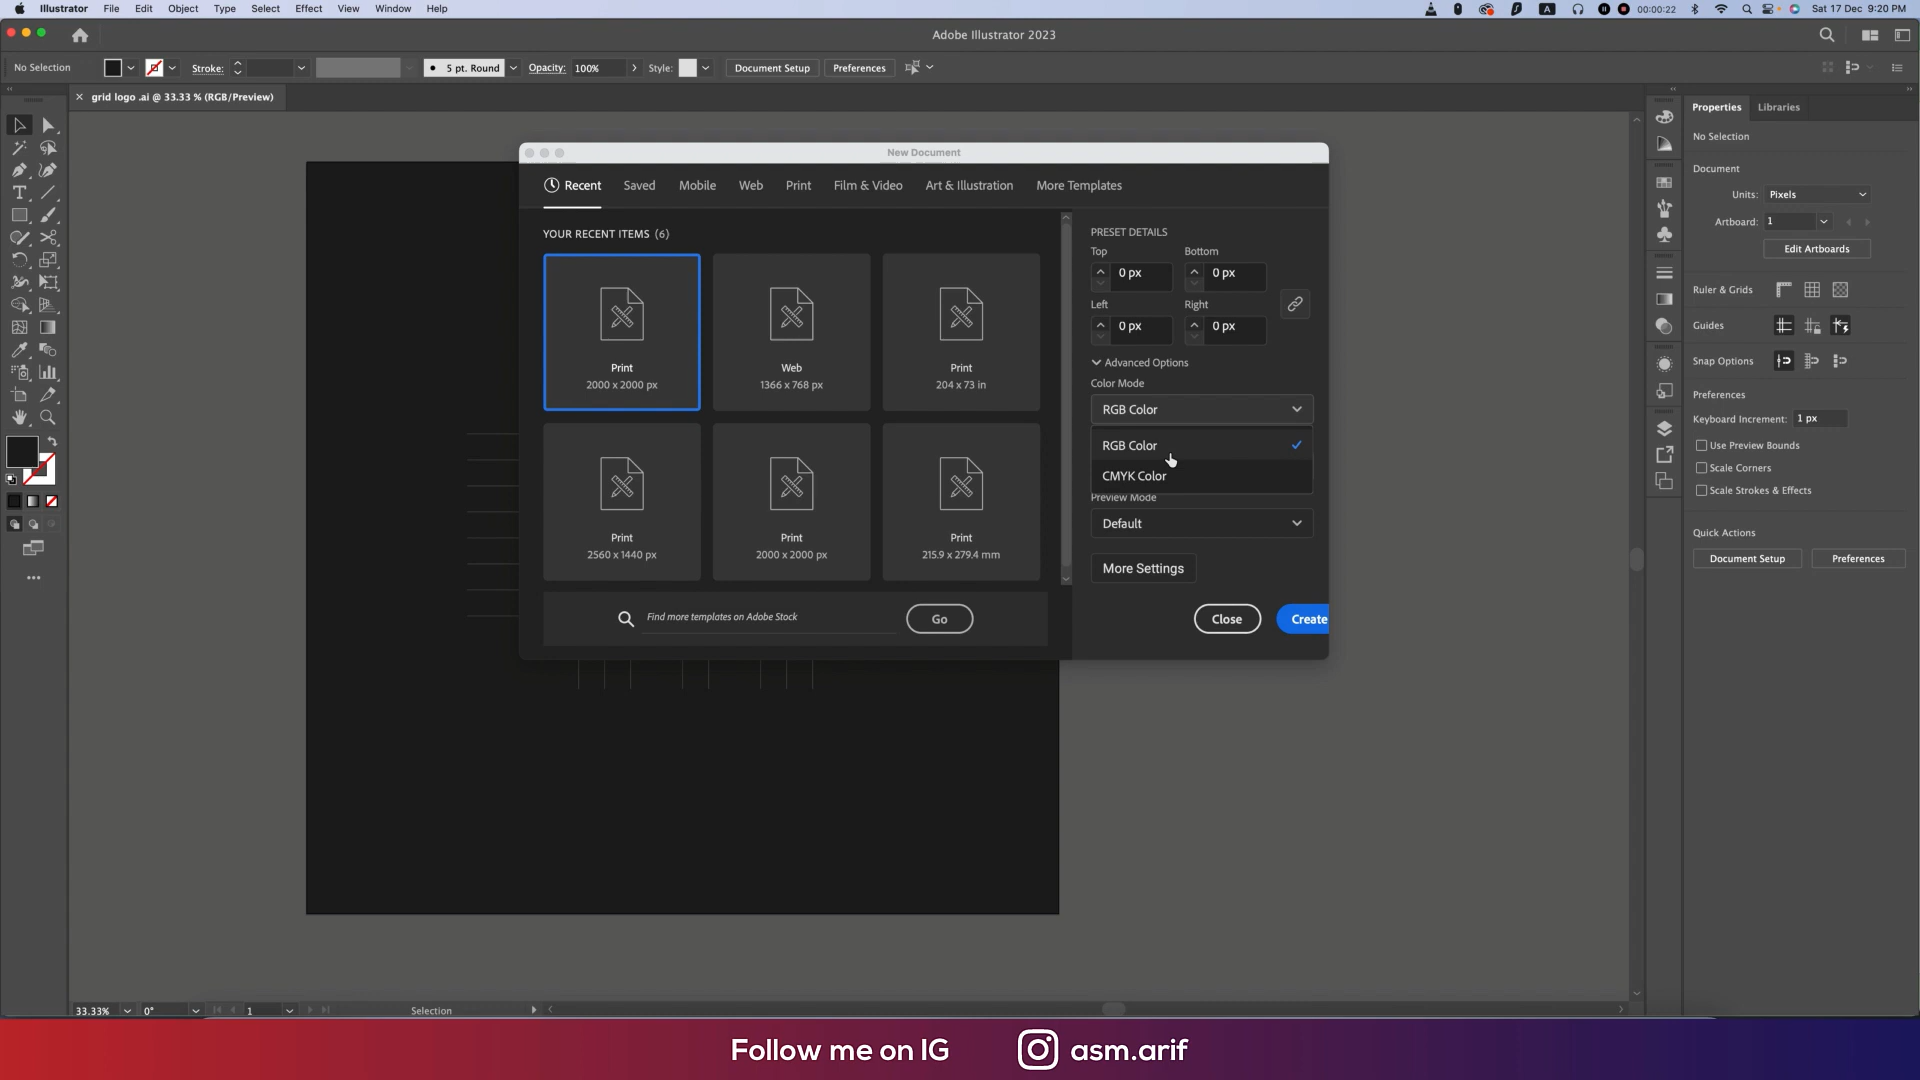 Illustrator File Edit Object Type Select Effect View Window Help
A
00:00:22
Sat 17 Dec 9:20 PM
Adobe Illustrator 2023
No Selection
Stroke:
5 pt. Round
Opacity: 100%
Style:
Document Setup
Preferences
grid logo .ai @ 33.33 % (RGB/Preview)
New Document
Recent Saved Mobile Web Print Film & Video Art & Illustration More Templates
YOUR RECENT ITEMS (6)
Print
2000 x 2000 px
Web
1366 x 768 px
Print
204 x 73 in
Print
2560 x 1440 px
Print
2000 x 2000 px
Print
215.9 x 279.4 mm
Find more templates on Adobe Stock
Go
PRESET DETAILS
Top Bottom
0 px 0 px
Left Right
0 px 0 px
Advanced Options
Color Mode
RGB Color
RGB Color
CMYK Color
Preview Mode
Default
More Settings
Close
Create
Properties Libraries
No Selection
Document
Units: Pixels
Artboard: 1
Edit Artboards
Ruler & Grids
Guides
Snap Options
Preferences
Keyboard Increment: 1 px
Use Preview Bounds
Scale Corners
Scale Strokes & Effects
Quick Actions
Document Setup Preferences
33.33% 0° 1 Selection
Follow me on IG asm.arif